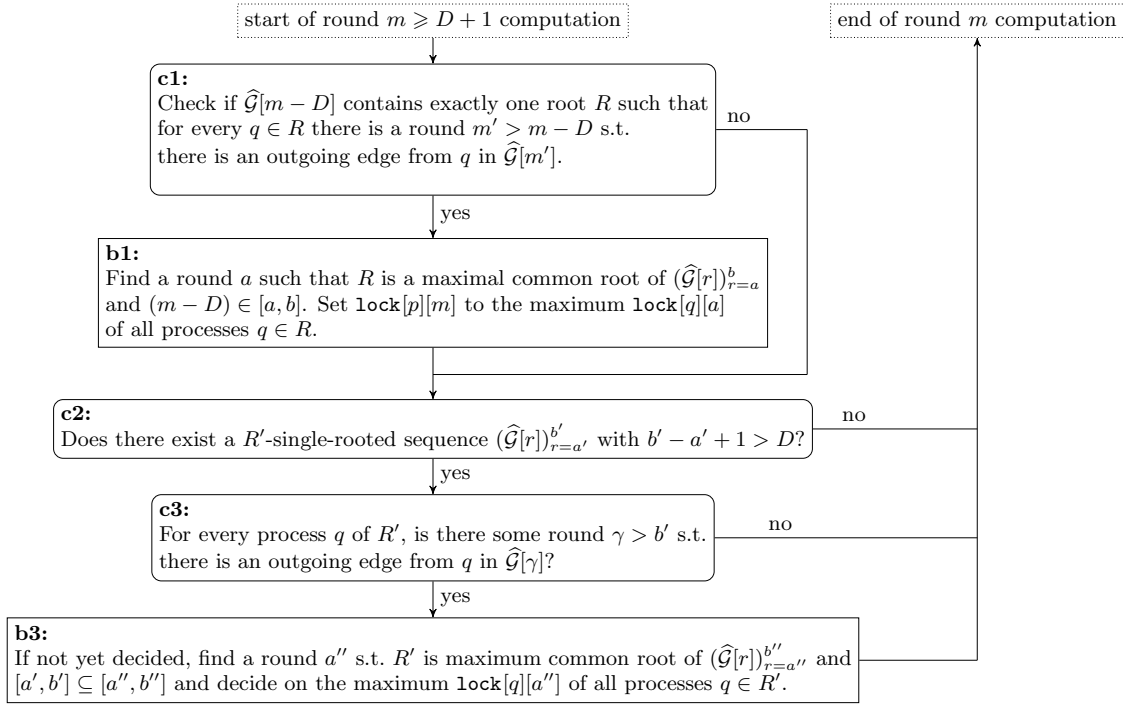 start of round m ⩾ D + 1 computation
end of round m computation
c1:
Check if Ĝ[m − D] contains exactly one root R such that
for every q ∈ R there is a round m′ > m − D s.t.
there is an outgoing edge from q in Ĝ[m′].
no
yes
b1:
Find a round a such that R is a maximal common root of (Ĝ[r])ᵇᵣ₌ₐ
and (m − D) ∈ [a, b]. Set lock[p][m] to the maximum lock[q][a]
of all processes q ∈ R.
c2:
Does there exist a R′-single-rooted sequence (Ĝ[r])^{b′}_{r=a′} with b′ − a′ + 1 > D?
no
yes
c3:
For every process q of R′, is there some round γ > b′ s.t.
there is an outgoing edge from q in Ĝ[γ]?
no
yes
b3:
If not yet decided, find a round a″ s.t. R′ is maximum common root of (Ĝ[r])^{b″}_{r=a″} and
[a′, b′] ⊆ [a″, b″] and decide on the maximum lock[q][a″] of all processes q ∈ R′.